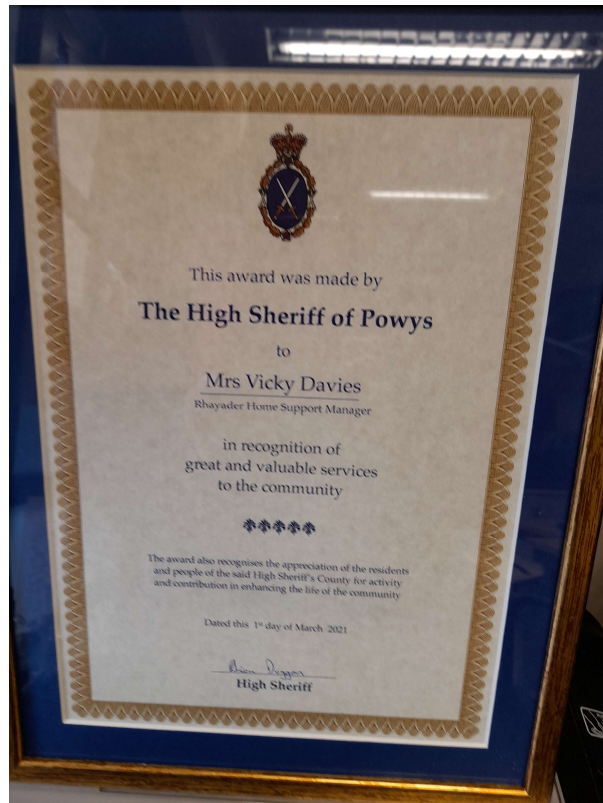 This award was made by
The High Sheriff of Powys
to
Mrs Vicky Davies
Rhayader Home Support Manager
in recognition of
great and valuable services
to the community
The award also recognises the appreciation of the residents
and people of the said High Sheriff's County for activity
and contribution in enhancing the life of the community
Dated this 1st day of March 2021
Brian Duggan
High Sheriff